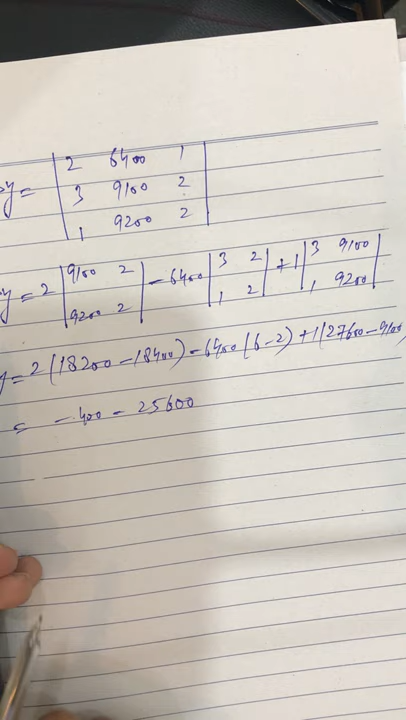 y = | 2 6400 1 |
| 3 9100 2 |
| 1 9200 2 |
y = 2 | 9100 2 | - 6400 | 3 2 | + 1 | 3 9100 |
| 9200 2 | | 1 2 | | 1 9200 |
y = 2 (18200 - 18400) - 6400 (6 - 2) + 1 (27600 - 9100)
= - 400 - 25600